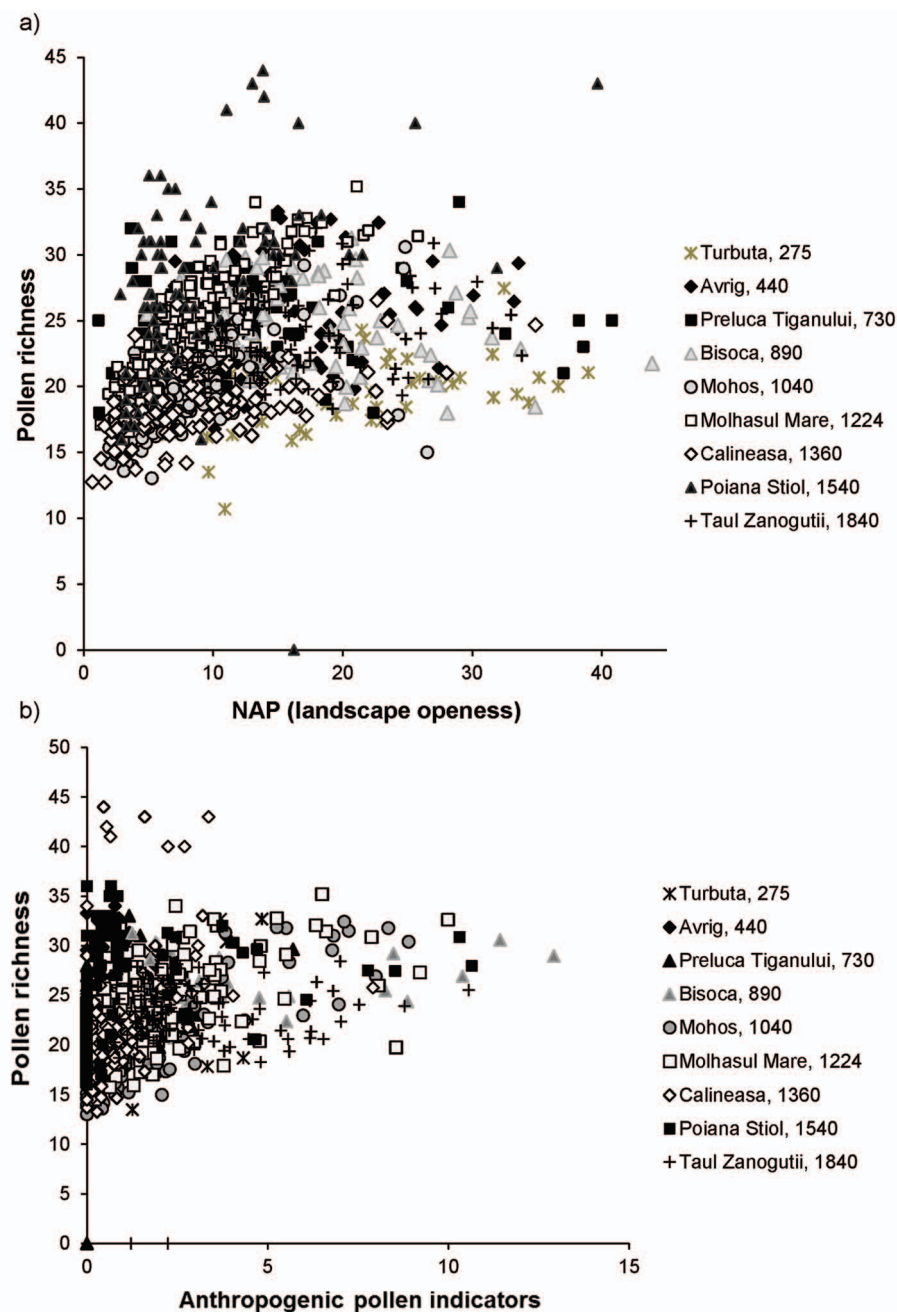 a)
45
40
35
30
25
20
15
10
5
0
Pollen richness
0 10 20 30 40
NAP (landscape openess)
Turbuta, 275
Avrig, 440
Preluca Tiganului, 730
Bisoca, 890
Mohos, 1040
Molhasul Mare, 1224
Calineasa, 1360
Poiana Stiol, 1540
Taul Zanogutii, 1840
b)
50
45
40
35
30
25
20
15
10
5
0
Pollen richness
0 5 10 15
Anthropogenic pollen indicators
Turbuta, 275
Avrig, 440
Preluca Tiganului, 730
Bisoca, 890
Mohos, 1040
Molhasul Mare, 1224
Calineasa, 1360
Poiana Stiol, 1540
Taul Zanogutii, 1840